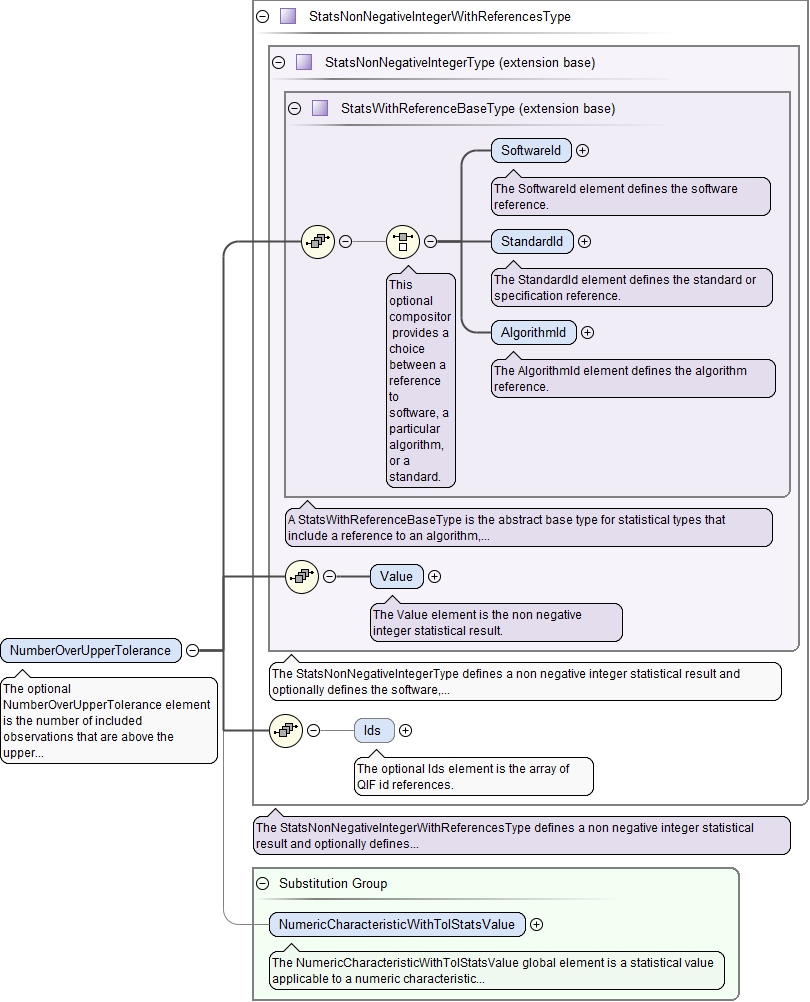 StatsNonNegativeIntegerWithReferencesType
StatsNonNegativeIntegerType (extension base)
StatsWithReferenceBaseType (extension base)
SoftwareId
The SoftwareId element defines the software
reference.
StandardId
The StandardId element defines the standard or
specification reference.
This
optional
compositor
provides a
choice
between a
reference
to
software, a
particular
algorithm,
or a
standard.
AlgorithmId
The AlgorithmId element defines the algorithm
reference.
A StatsWithReferenceBaseType is the abstract base type for statistical types that
include a reference to an algorithm,...
Value
The Value element is the non negative
integer statistical result.
NumberOverUpperTolerance
The optional
NumberOverUpperTolerance element
is the number of included
observations that are above the
upper...
The StatsNonNegativeIntegerType defines a non negative integer statistical result and
optionally defines the software,...
Ids
The optional Ids element is the array of
QIF id references.
The StatsNonNegativeIntegerWithReferencesType defines a non negative integer statistical
result and optionally defines...
Substitution Group
NumericCharacteristicWithTolStatsValue
The NumericCharacteristicWithTolStatsValue global element is a statistical value
applicable to a numeric characteristic...